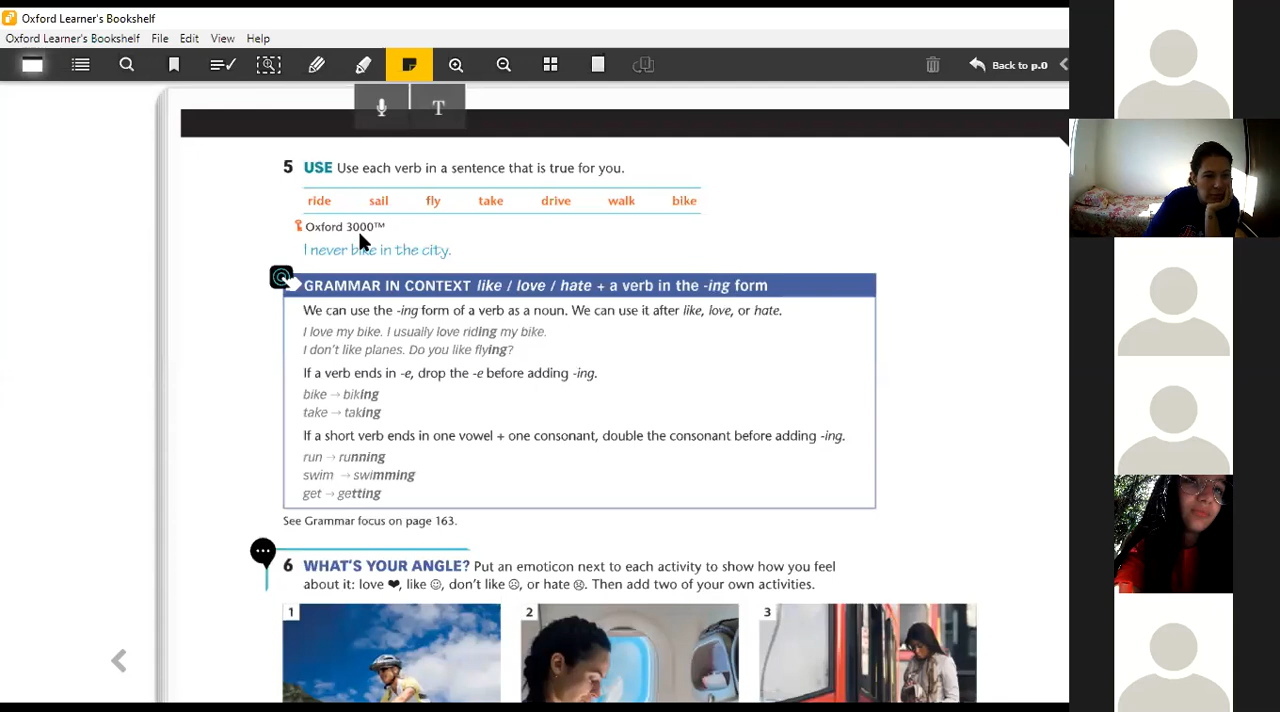 Oxford Learner's Bookshelf
Oxford Learner's Bookshelf File Edit View Help
Back to p.0
T
5 USE Use each verb in a sentence that is true for you.
ride sail fly take drive walk bike
Oxford 3000™
I never bike in the city.
GRAMMAR IN CONTEXT like / love / hate + a verb in the -ing form
We can use the -ing form of a verb as a noun. We can use it after like, love, or hate.
I love my bike. I usually love riding my bike.
I don't like planes. Do you like flying?
If a verb ends in -e, drop the -e before adding -ing.
bike → biking
take → taking
If a short verb ends in one vowel + one consonant, double the consonant before adding -ing.
run → running
swim → swimming
get → getting
See Grammar focus on page 163.
6 WHAT'S YOUR ANGLE? Put an emoticon next to each activity to show how you feel
about it: love ❤, like ☺, don't like ☹, or hate ☹. Then add two of your own activities.
1 2 3